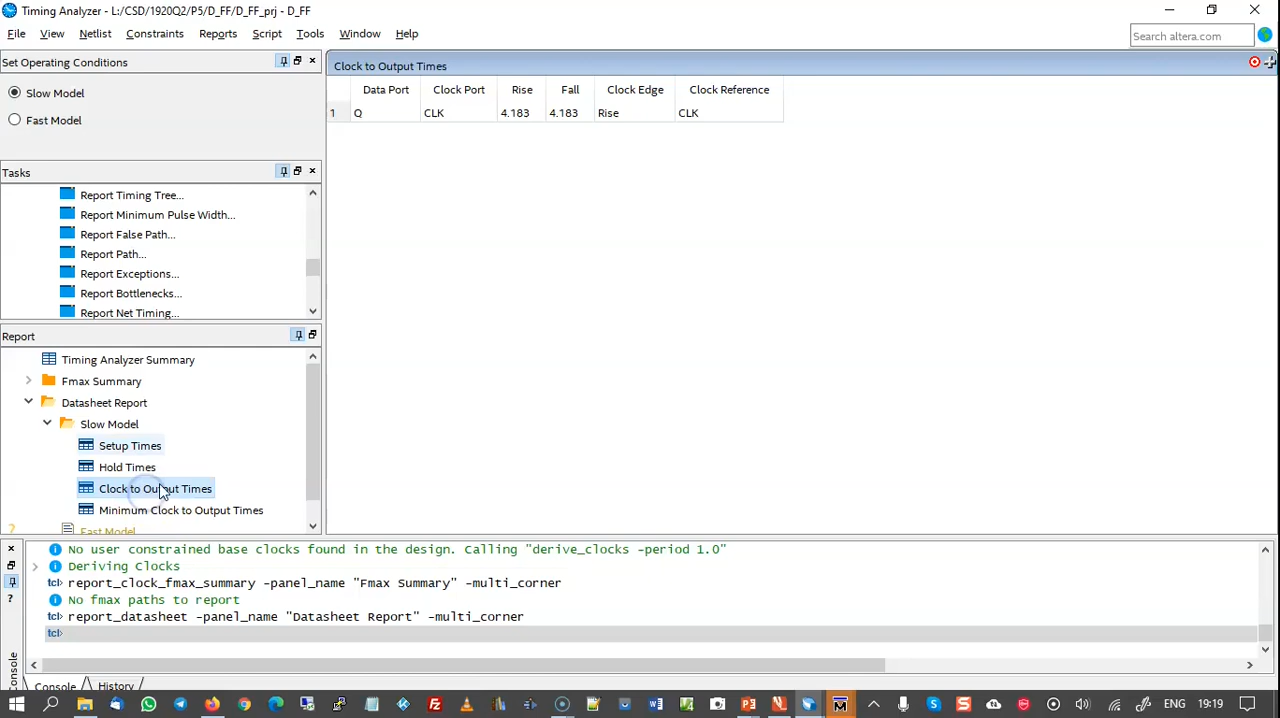 Timing Analyzer - L:/CSD/1920Q2/P5/D_FF/D_FF_prj - D_FF
File View Netlist Constraints Reports Script Tools Window Help
Search altera.com
Set Operating Conditions
Slow Model
Fast Model
Clock to Output Times
Data Port Clock Port Rise Fall Clock Edge Clock Reference
1 Q CLK 4.183 4.183 Rise CLK
Tasks
Report Timing Tree...
Report Minimum Pulse Width...
Report False Path...
Report Path...
Report Exceptions...
Report Bottlenecks...
Report Net Timing...
Report
Timing Analyzer Summary
Fmax Summary
Datasheet Report
Slow Model
Setup Times
Hold Times
Clock to Output Times
Minimum Clock to Output Times
? Fast Model
No user constrained base clocks found in the design. Calling "derive_clocks -period 1.0"
Deriving Clocks
tcl> report_clock_fmax_summary -panel_name "Fmax Summary" -multi_corner
No fmax paths to report
tcl> report_datasheet -panel_name "Datasheet Report" -multi_corner
tcl>
Console
Console History
ENG 19:19